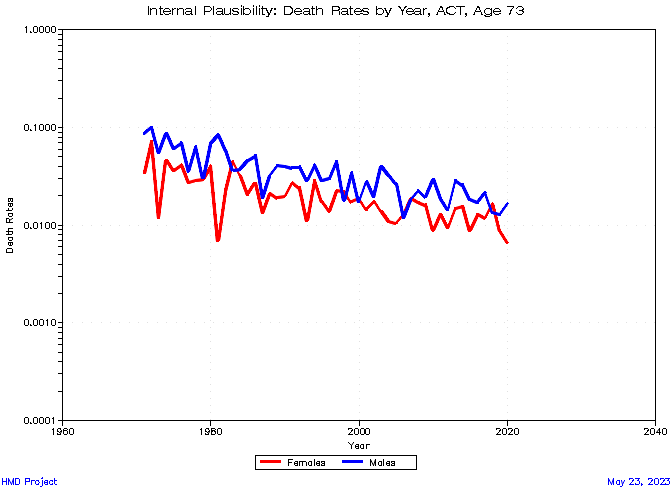 Internal Plausibility: Death Rates by Year, ACT, Age 73
1.0000
0.1000
0.0100
0.0010
0.0001
Death Rates
1960 1980 2000 2020 2040
Year
Females Males
HMD Project May 23, 2023